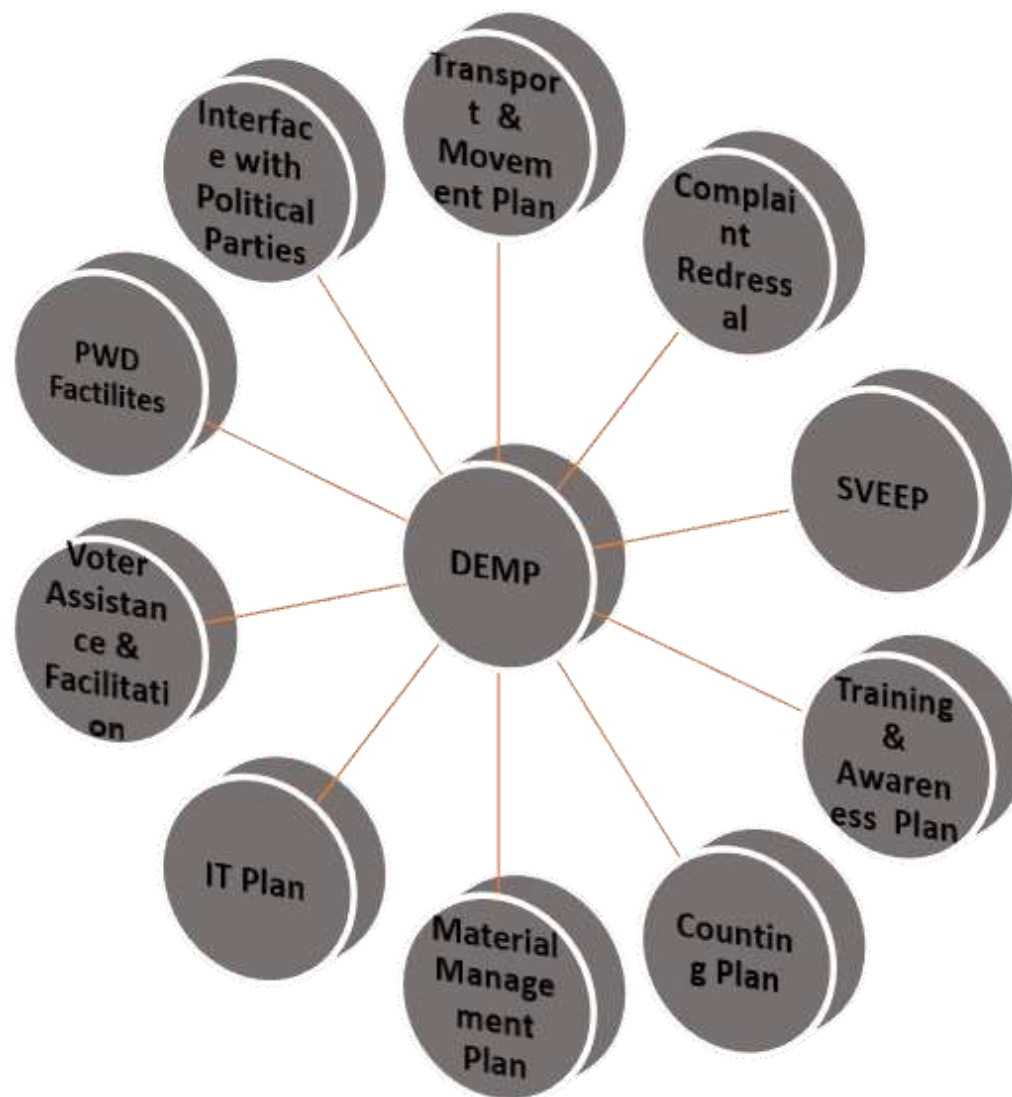 Transpor
t &
Movem
ent Plan
Complai
nt
Redress
al
SVEEP
Training
&
Awaren
ess Plan
Countin
g Plan
Material
Manage
ment
Plan
IT Plan
Voter
Assistan
ce &
Facilitati
on
PWD
Factilites
Interfac
e with
Political
Parties
DEMP